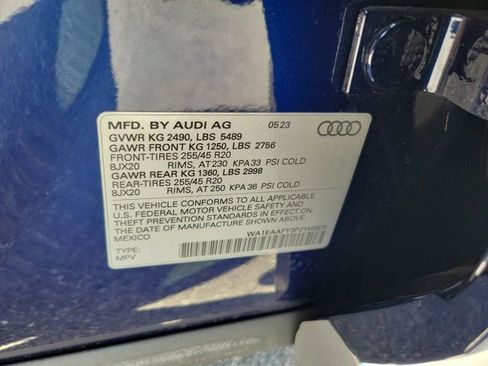 MFD. BY AUDI AG 05 23
GVWR KG 2490, LBS 5489
GAWR FRONT KG 1250, LBS 2756
FRONT-TIRES 255/45 R20
8JX20 RIMS, AT 230 KPA 33 PSI COLD
GAWR REAR KG 1360, LBS 2998
REAR-TIRES 255/45 R20
8JX20 RIMS, AT 250 KPA 36 PSI COLD
THIS VEHICLE CONFORMS TO ALL APPLICABLE
U.S. FEDERAL MOTOR VEHICLE SAFETY AND
THEFT PREVENTION STANDARDS IN EFFECT ON
THE DATE OF MANUFACTURE SHOWN ABOVE
MEXICO
TYPE:
MPV